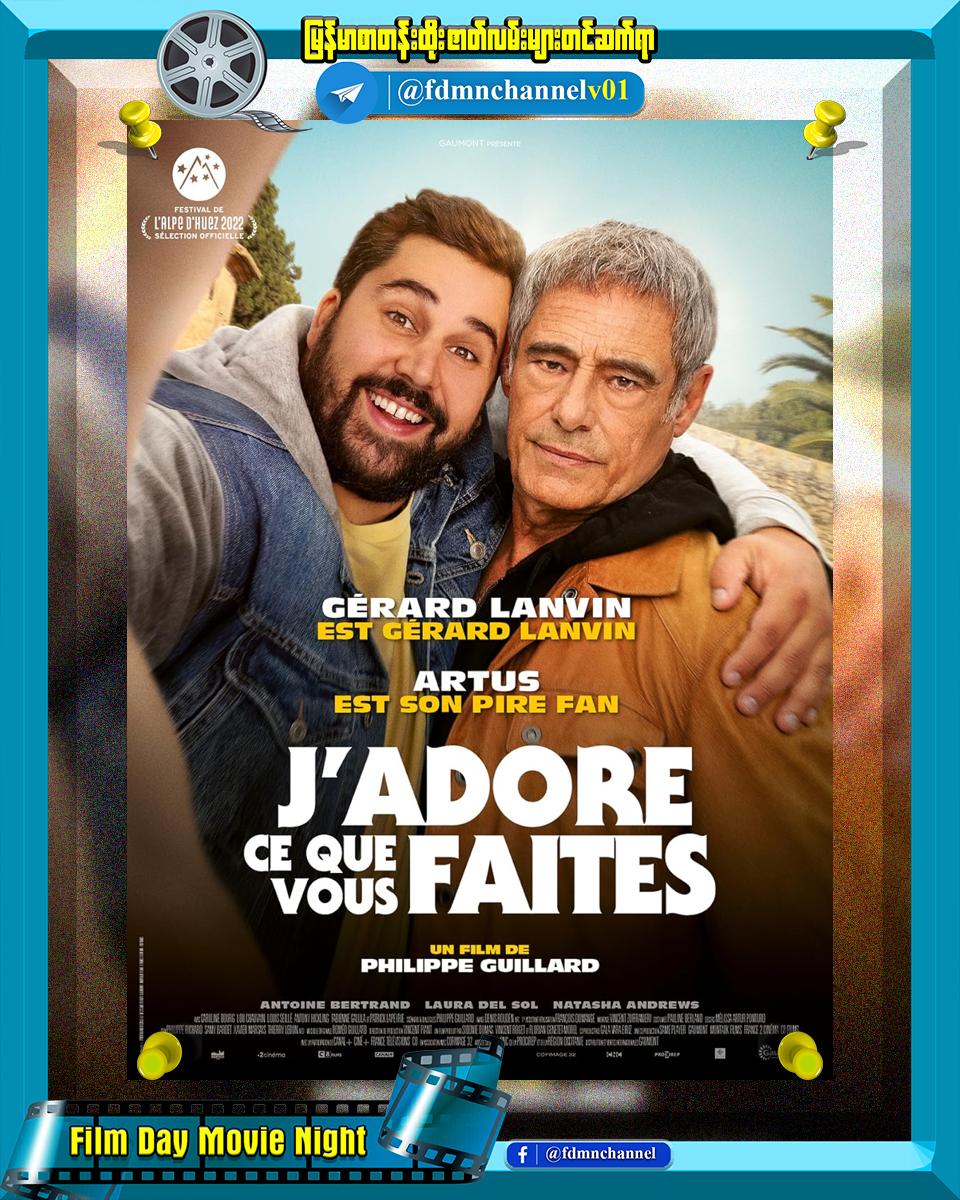 မြန်မာစာတန်းထိုးဇာတ်လမ်းများတင်ဆက်ရာ
@fdmnchannelv01
GAUMONT PRÉSENTE
FESTIVAL DE
L'ALPE D'HUEZ 2022
SÉLECTION OFFICIELLE
GÉRARD LANVIN
EST GÉRARD LANVIN
ARTUS
EST SON PIRE FAN
J'ADORE
CE QUE
VOUS FAITES
UN FILM DE
PHILIPPE GUILLARD
ANTOINE BERTRAND LAURA DEL SOL NATASHA ANDREWS
Film Day Movie Night
@fdmnchannel